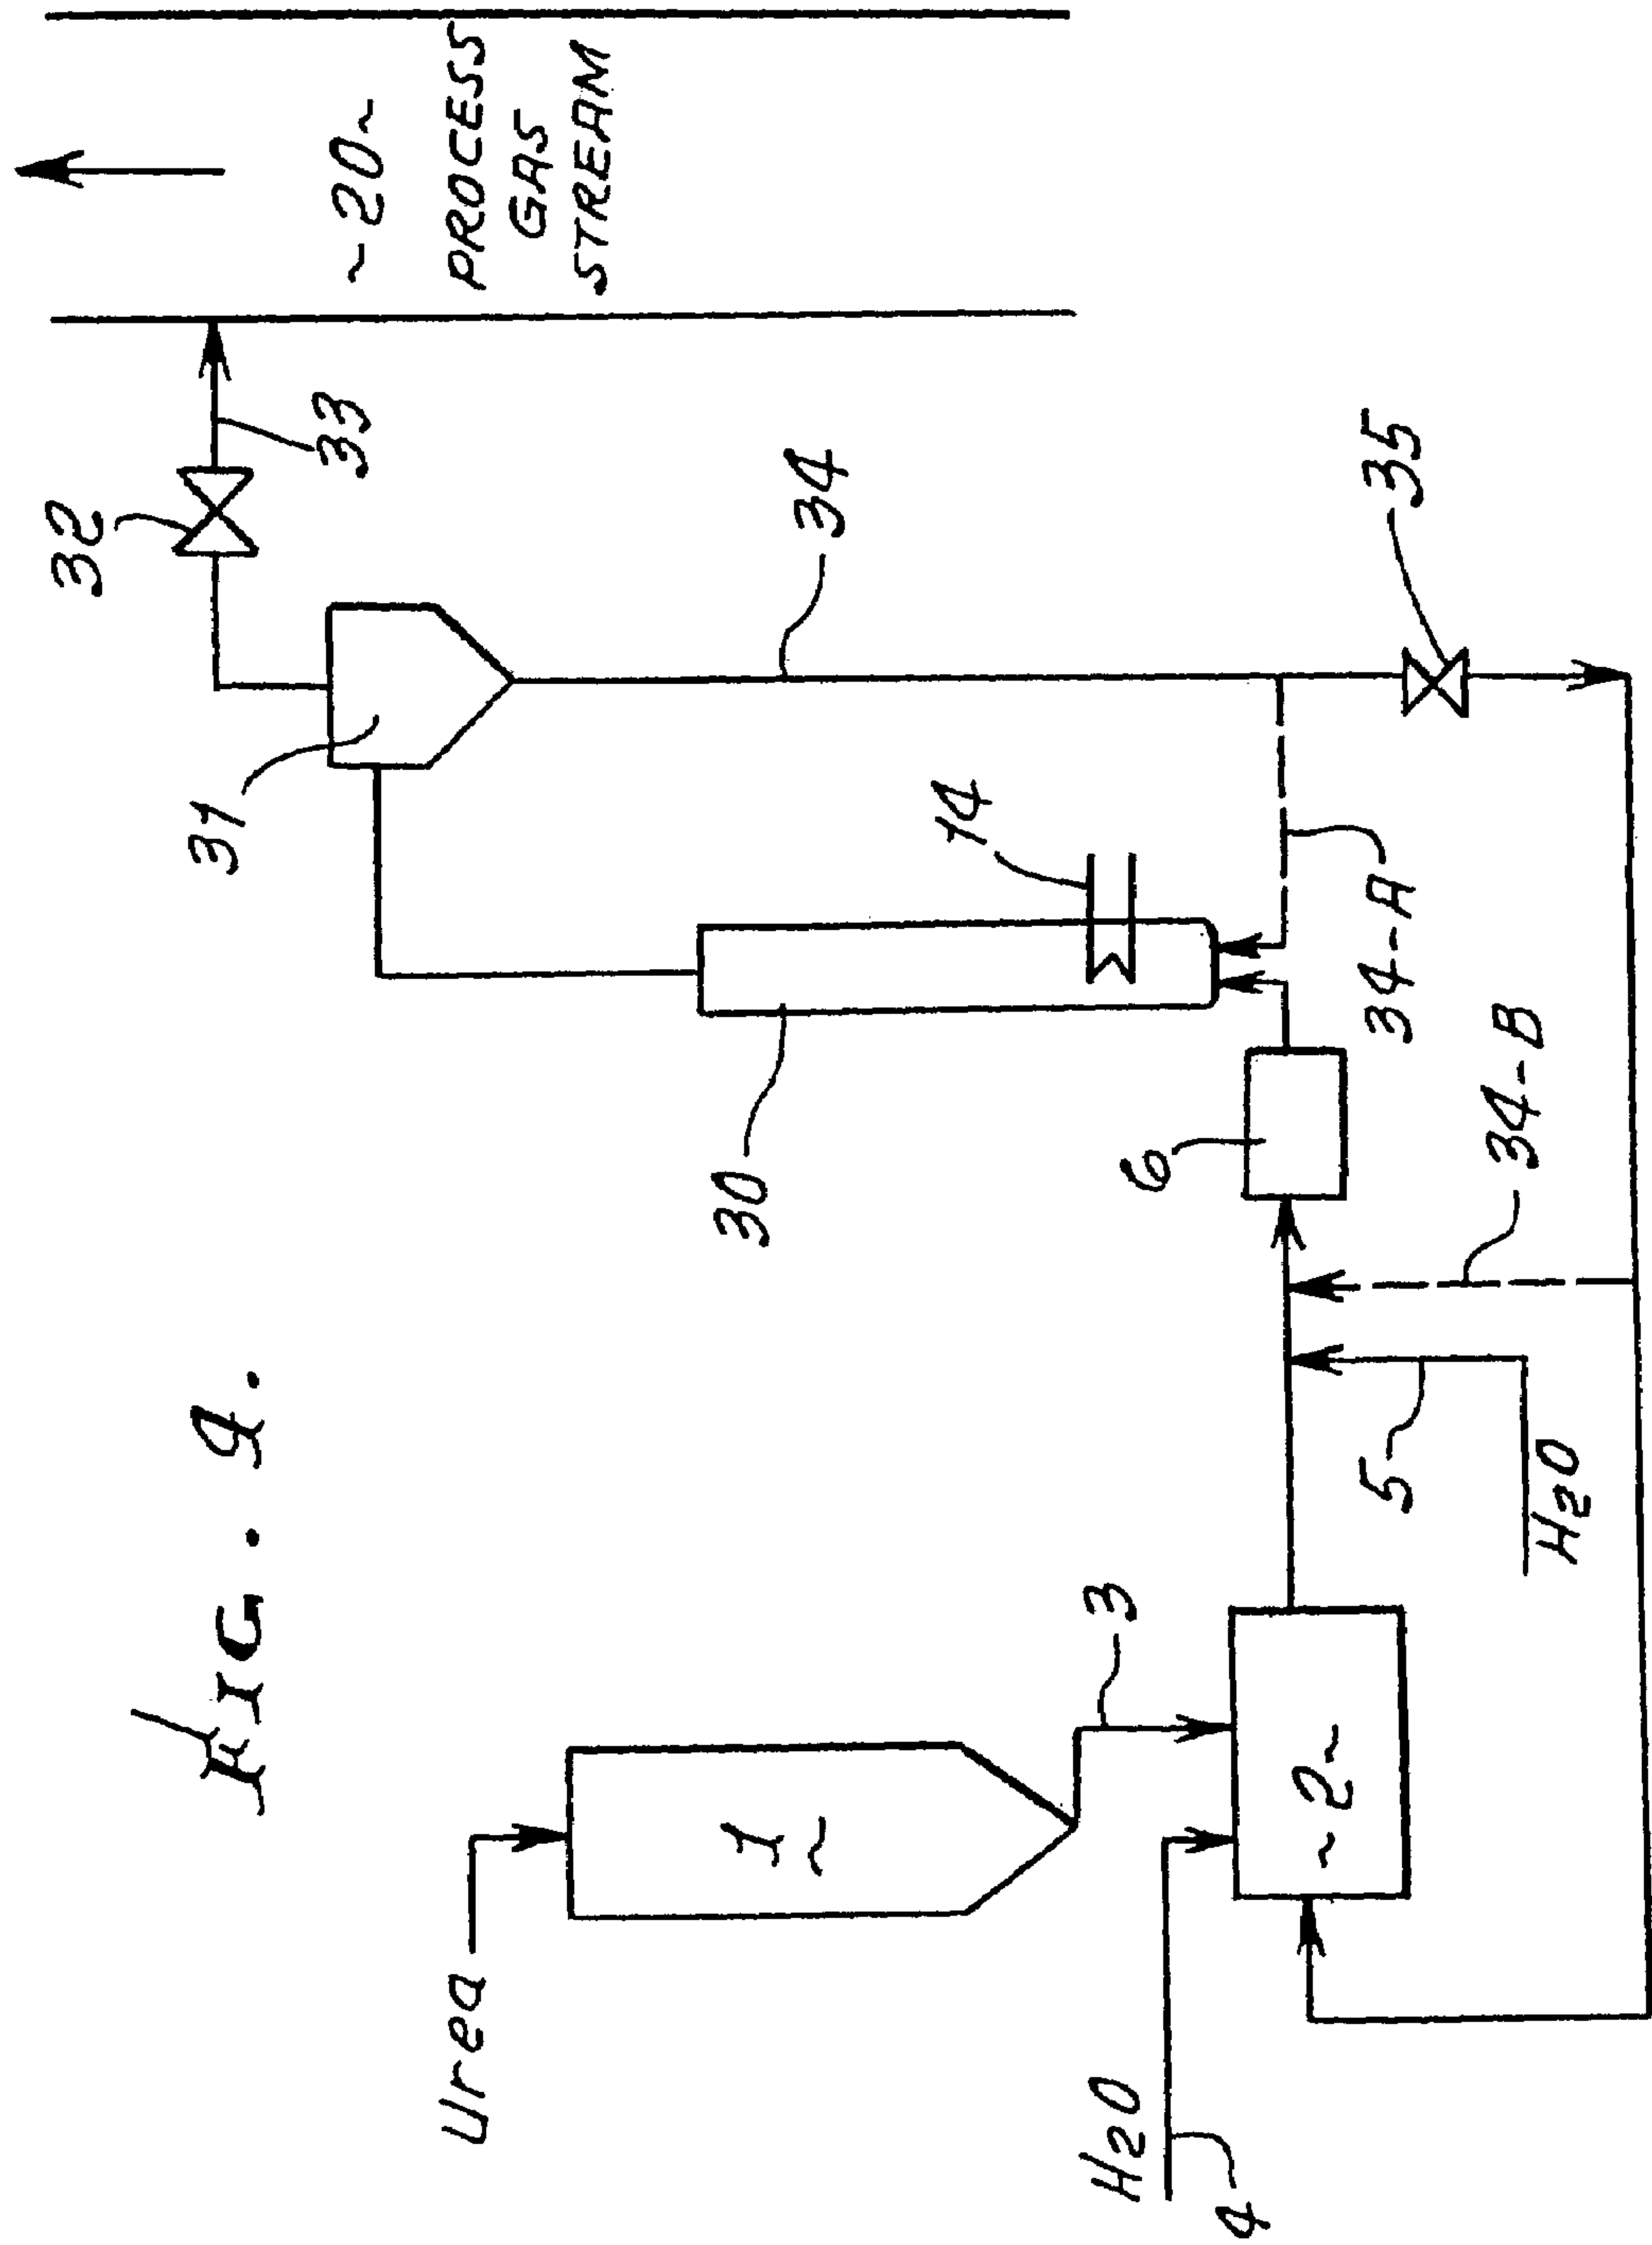 ~20~
PROCESS
GAS
STREAM
32
33
31
FIG. 4.
34
14
30
Urea
1
~
35
34-A
6
34-B
3
5
H2O
~2~
H2O
4